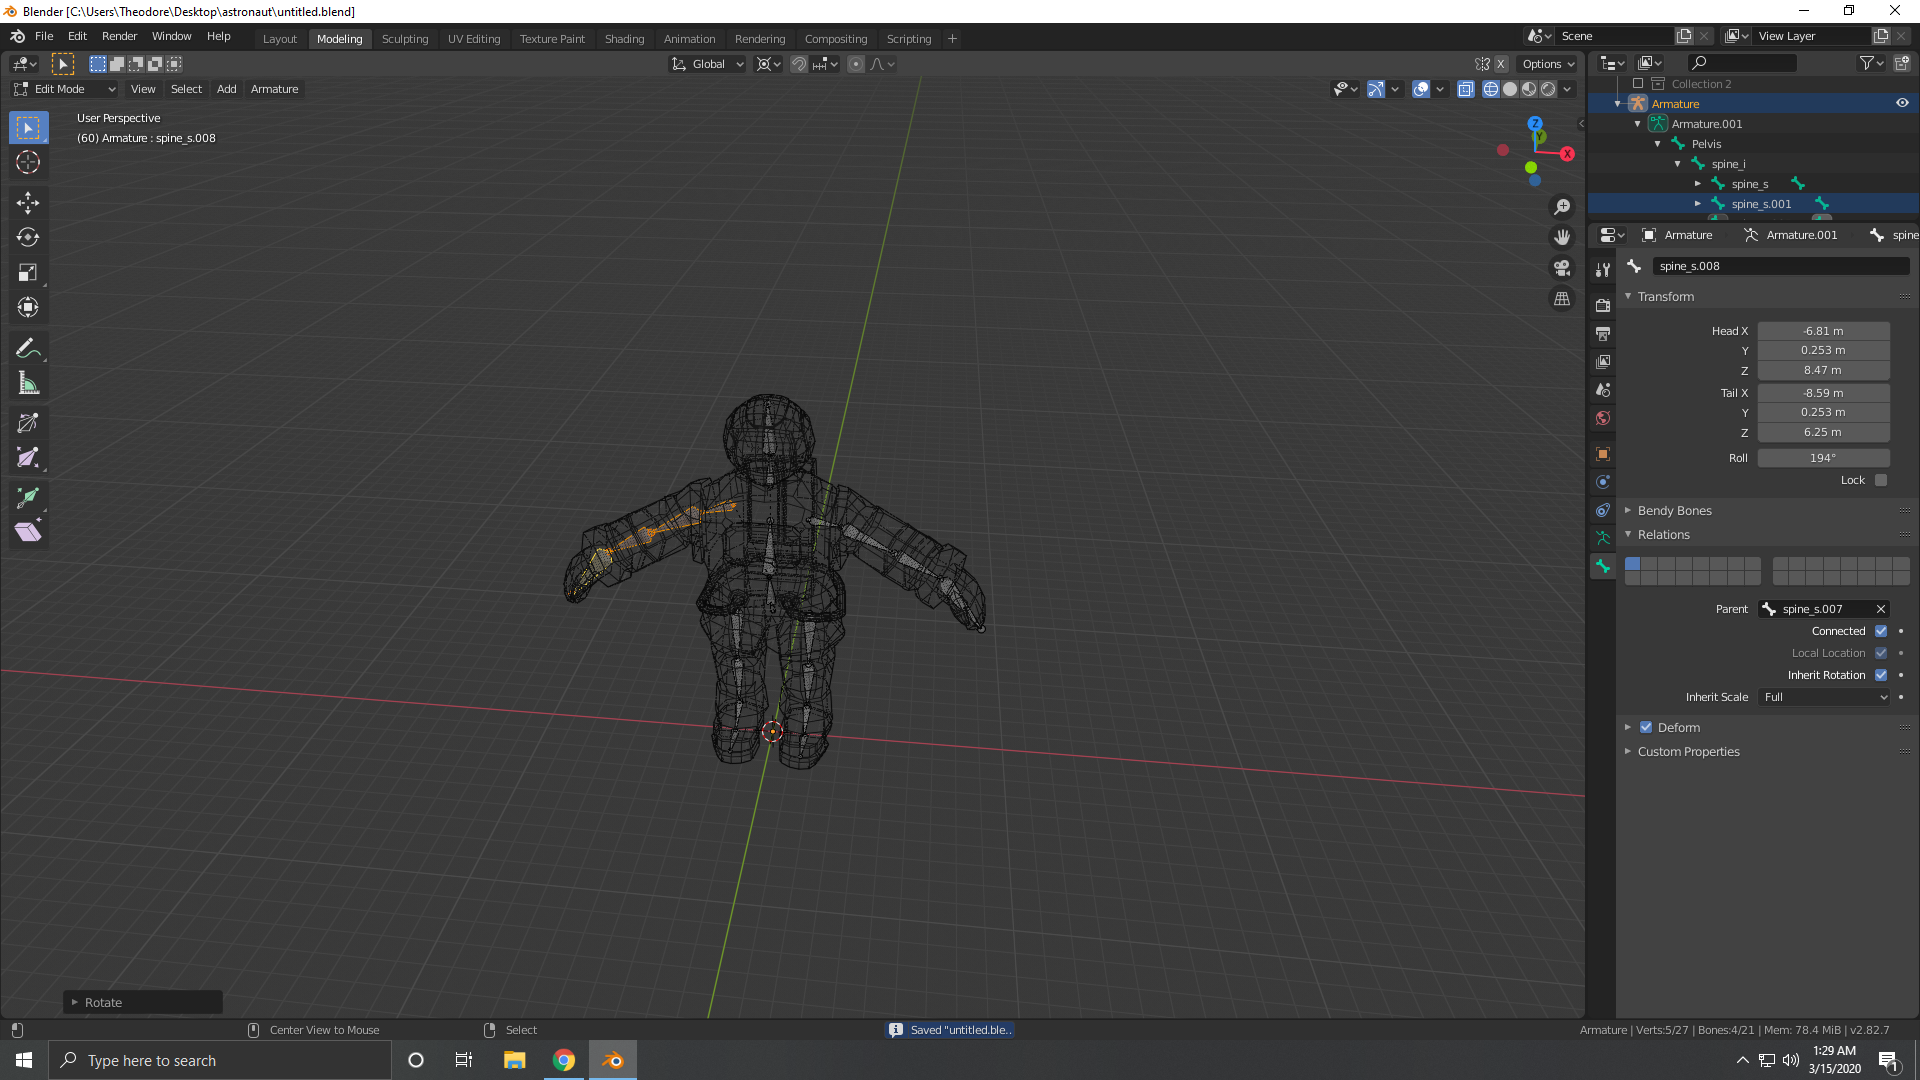 Blender [C:\Users\Theodore\Desktop\astronaut\untitled.blend]
File Edit Render Window Help
Layout Modeling Sculpting UV Editing Texture Paint Shading Animation Rendering Compositing Scripting +
Scene
View Layer
Global
X
Options
Edit Mode View Select Add Armature
User Perspective
(60) Armature : spine_s.008
Z
Y
X
Collection 2
Armature
Armature.001
Pelvis
spine_i
spine_s
spine_s.001
Armature Armature.001 spine
spine_s.008
Transform
Head X -6.81 m
Y 0.253 m
Z 8.47 m
Tail X -8.59 m
Y 0.253 m
Z 6.25 m
Roll 194°
Lock
Bendy Bones
Relations
Parent spine_s.007
Connected
Local Location
Inherit Rotation
Inherit Scale Full
Deform
Custom Properties
Rotate
Center View to Mouse
Select
Saved "untitled.ble..
Armature | Verts:5/27 | Bones:4/21 | Mem: 78.4 MiB | v2.82.7
Type here to search
1:29 AM
3/15/2020
1